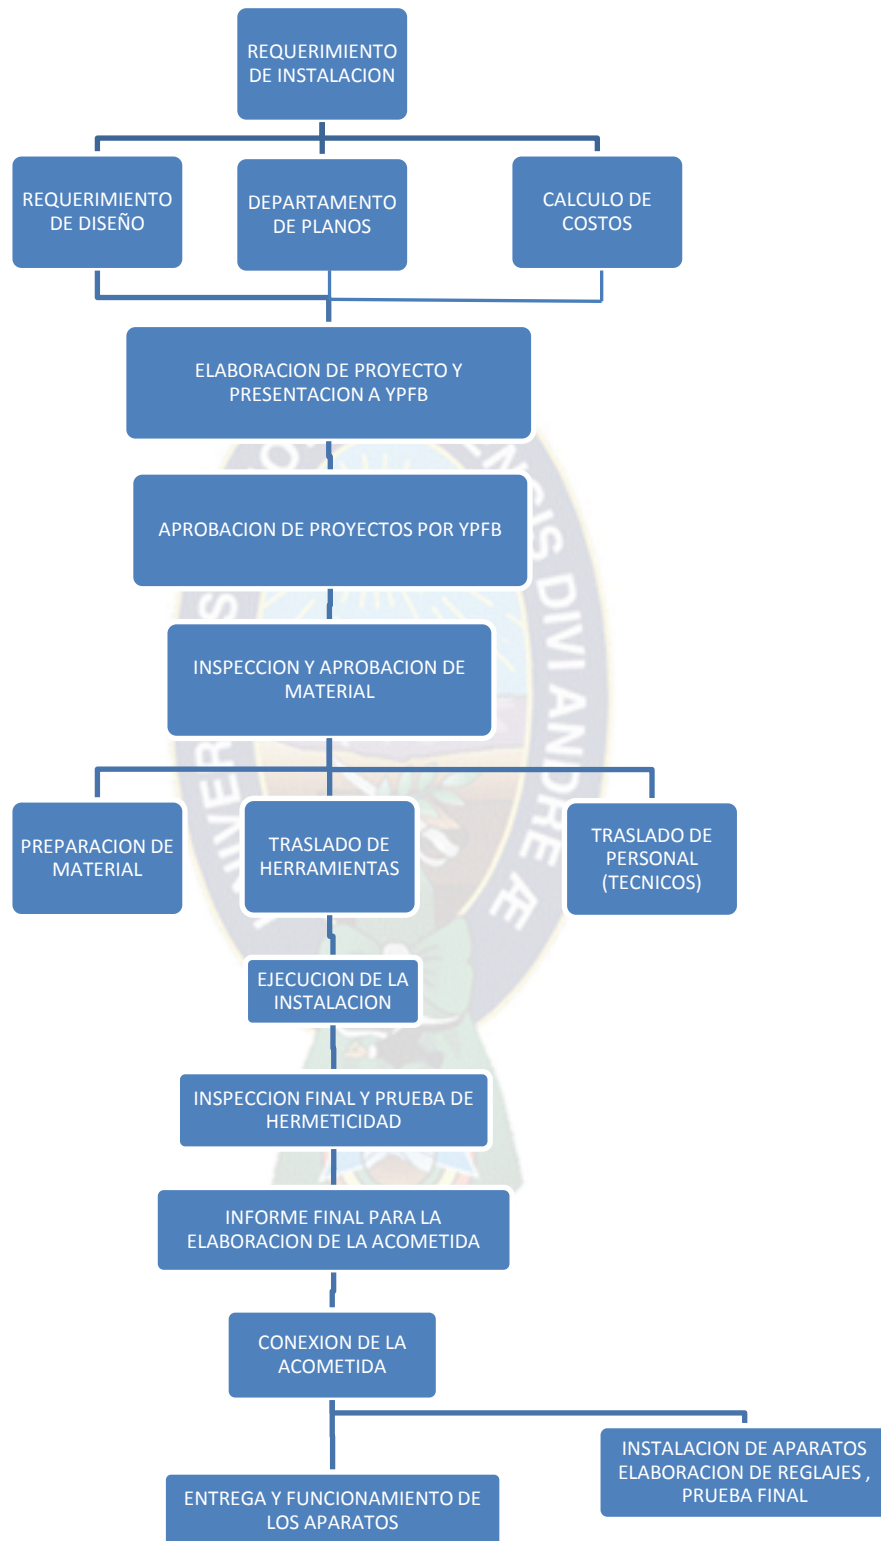 REQUERIMIENTO
DE INSTALACION
REQUERIMIENTO
DE DISEÑO
DEPARTAMENTO
DE PLANOS
CALCULO DE
COSTOS
ELABORACION DE PROYECTO Y
PRESENTACION A YPFB
APROBACION DE PROYECTOS POR YPFB
INSPECCION Y APROBACION DE
MATERIAL
PREPARACION DE
MATERIAL
TRASLADO DE
HERRAMIENTAS
TRASLADO DE
PERSONAL
(TECNICOS)
EJECUCION DE LA
INSTALACION
INSPECCION FINAL Y PRUEBA DE
HERMETICIDAD
INFORME FINAL PARA LA
ELABORACION DE LA ACOMETIDA
CONEXION DE LA
ACOMETIDA
INSTALACION DE APARATOS
ELABORACION DE REGLAJES ,
PRUEBA FINAL
ENTREGA Y FUNCIONAMIENTO DE
LOS APARATOS
DIVI ANDRE Æ